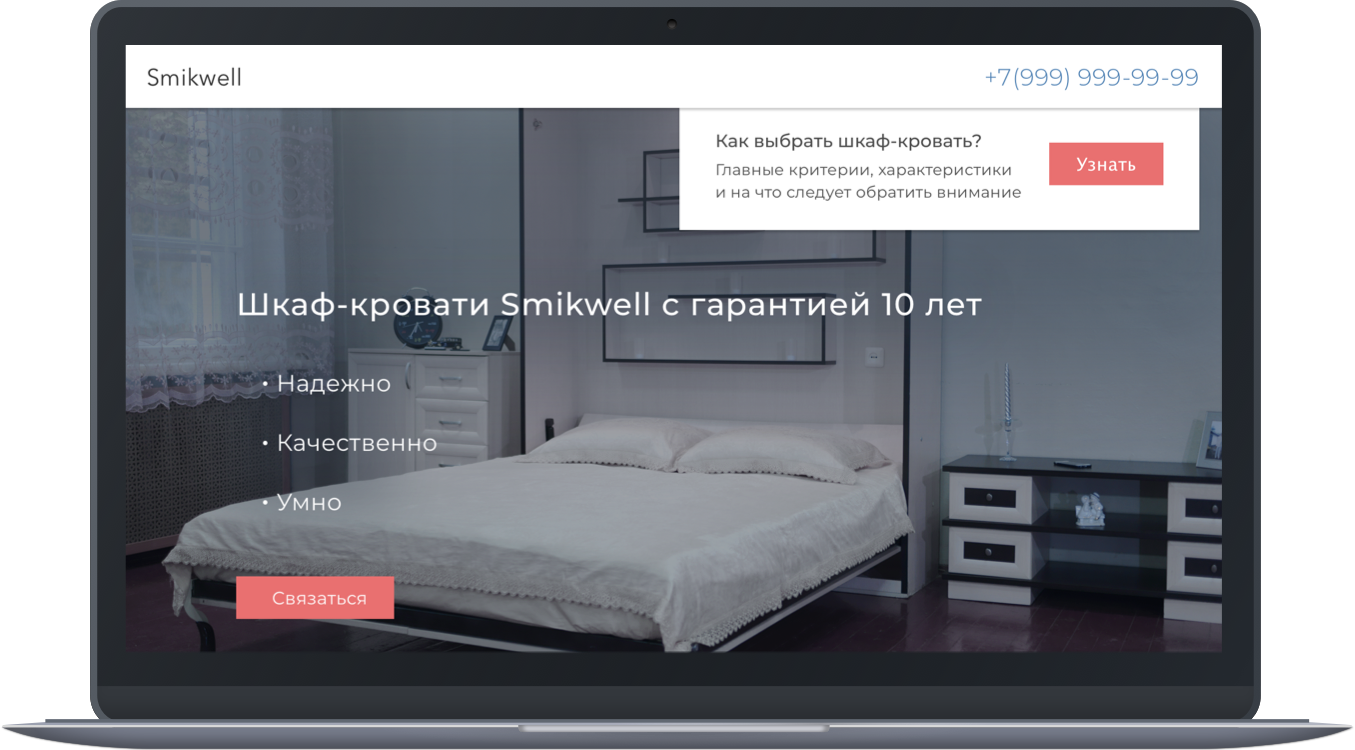 Smikwell
+7(999) 999-99-99
Как выбрать шкаф-кровать?
Главные критерии, характеристики
и на что следует обратить внимание
Узнать
Шкаф-кровати Smikwell с гарантией 10 лет
• Надежно
• Качественно
• Умно
Связаться